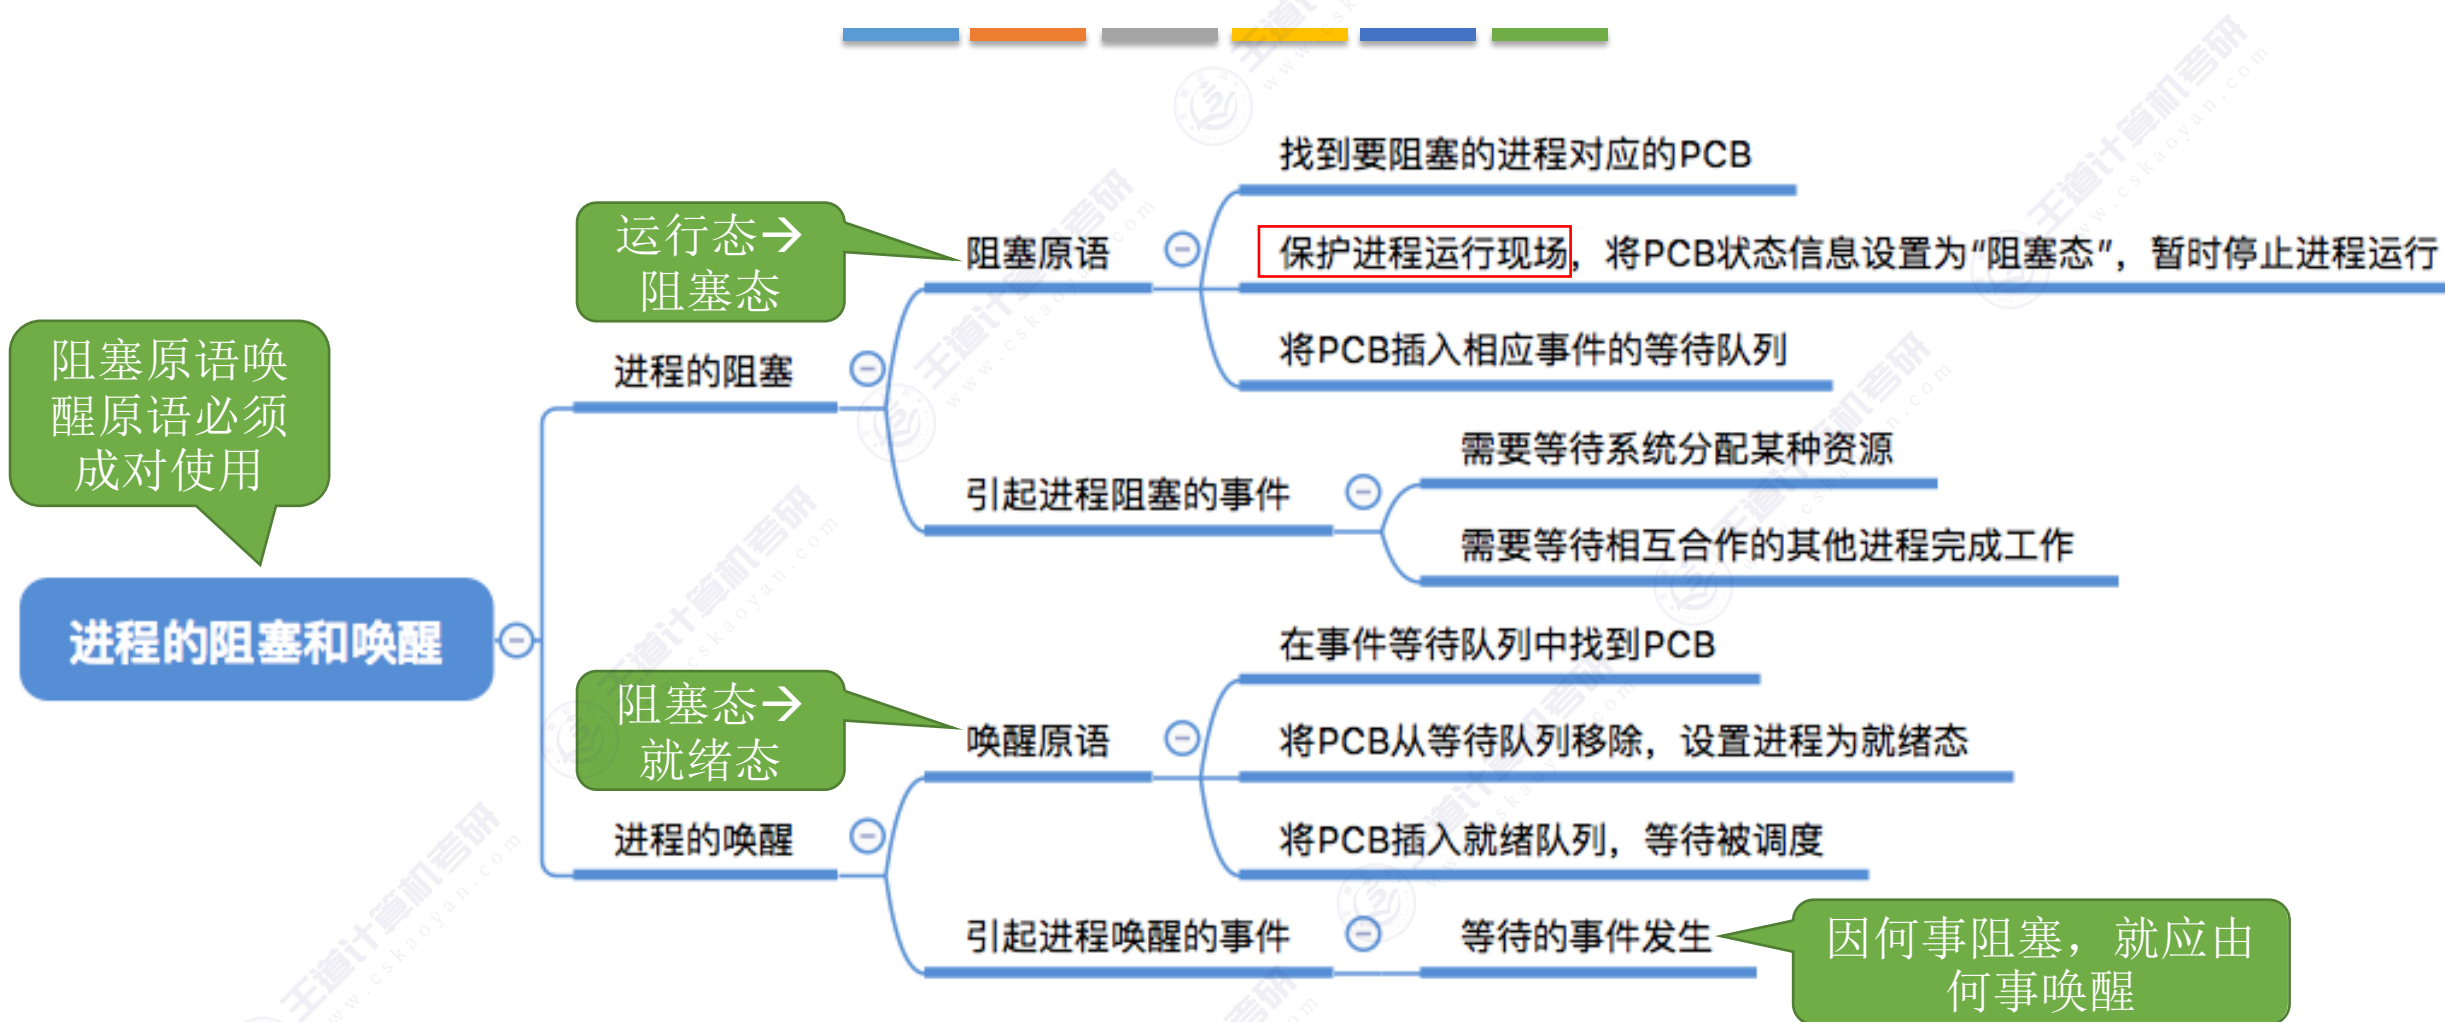 找到要阻塞的进程对应的PCB
运行态→
阻塞态
阻塞原语
保护进程运行现场，将PCB状态信息设置为“阻塞态”，暂时停止进程运行
将PCB插入相应事件的等待队列
进程的阻塞
阻塞原语唤
醒原语必须
成对使用
引起进程阻塞的事件
需要等待系统分配某种资源
需要等待相互合作的其他进程完成工作
进程的阻塞和唤醒
在事件等待队列中找到PCB
阻塞态→
就绪态
唤醒原语
将PCB从等待队列移除，设置进程为就绪态
将PCB插入就绪队列，等待被调度
进程的唤醒
引起进程唤醒的事件
等待的事件发生
因何事阻塞，就应由
何事唤醒
王道计算机考研
www.cskaoyan.com